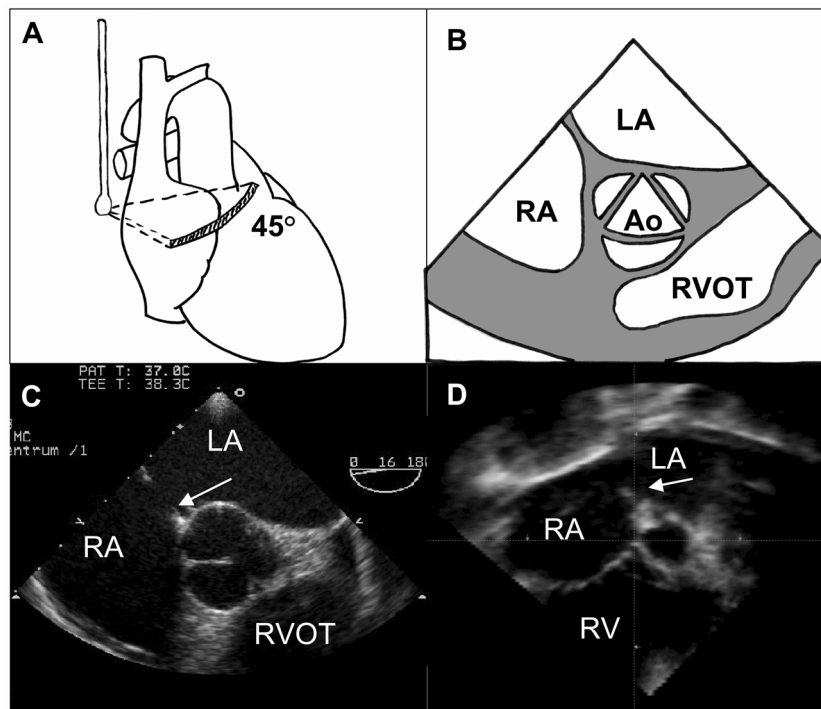 A
45°
B
LA
RA
Ao
RVOT
PAT T: 37.0C
TEE T: 38.3C
C
MC
entrum /1
LA
0 16 180
RA
RVOT
D
LA
RA
RV